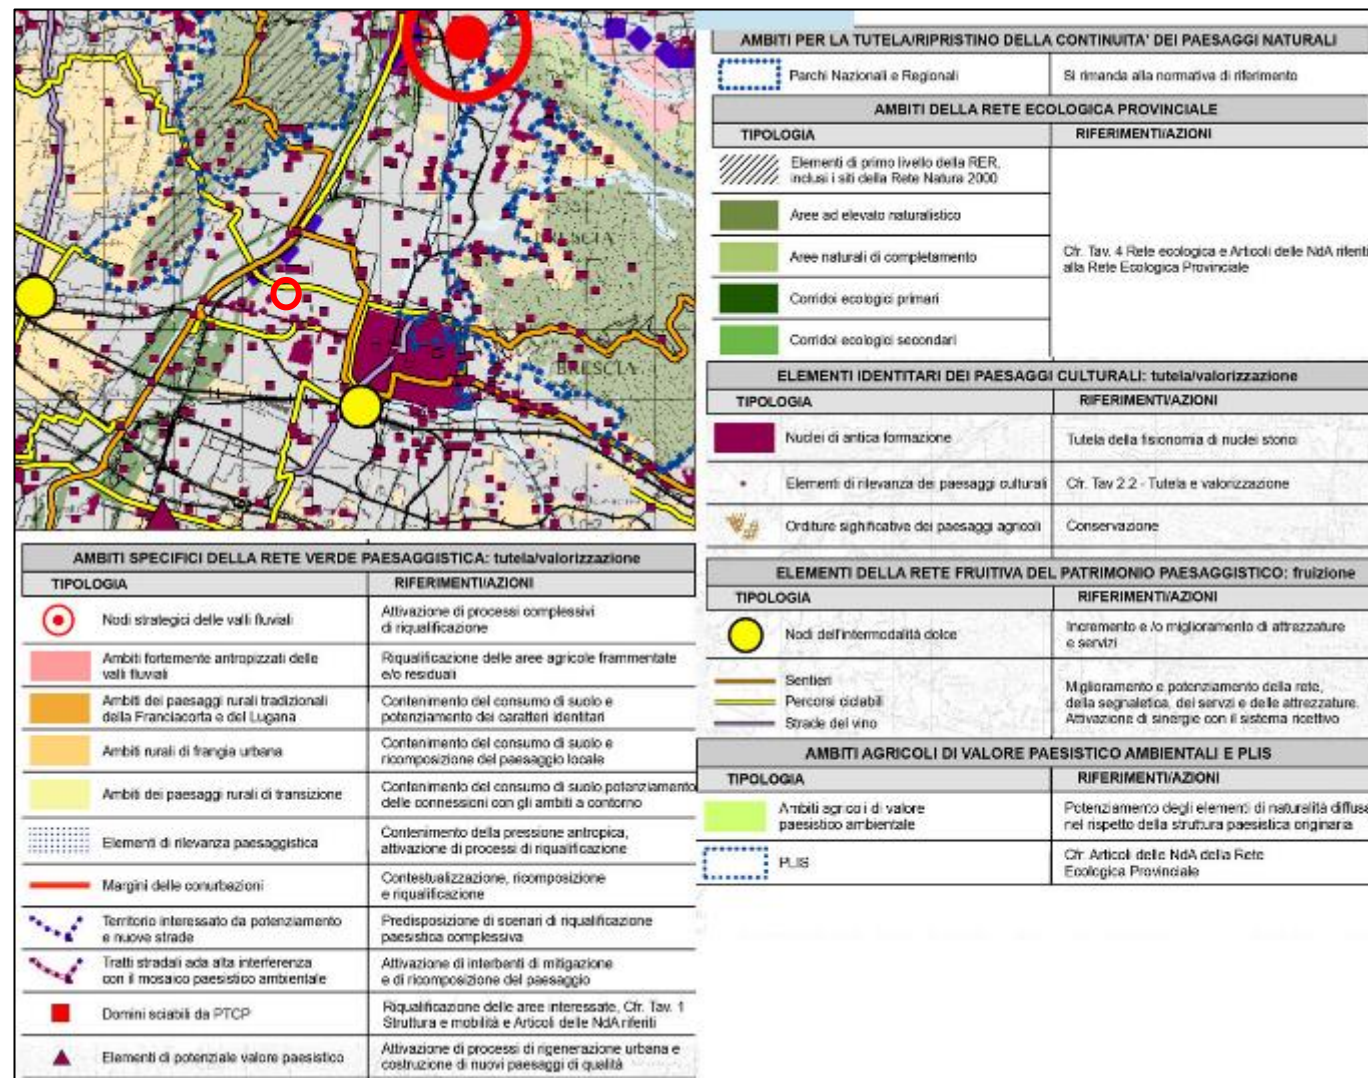 BRESCIA
BRESCIA
AMBITI SPECIFICI DELLA RETE VERDE PAESAGGISTICA: tutela/valorizzazione
TIPOLOGIA RIFERIMENTI/AZIONI
Nodi strategici delle valli fluviali
Attivazione di processi complessivi
di riqualificazione
Ambiti fortemente antropizzati delle
valli fluviali
Riqualificazione delle aree agricole frammentate
e/o residuali
Ambiti dei paesaggi rurali tradizionali
della Franciacorta e del Lugana
Contenimento del consumo di suolo e
potenziamento dei caratteri identitari
Ambiti rurali di frangia urbana
Contenimento del consumo di suolo e
ricomposizione del paesaggio locale
Ambiti dei paesaggi rurali di transizione
Contenimento del consumo di suolo potenziamento
delle connessioni con gli ambiti a contorno
Elementi di rilevanza paesaggistica
Contenimento della pressione antropica,
attivazione di processi di riqualificazione
Margini delle conurbazioni
Contestualizzazione, ricomposizione
e riqualificazione
Territorio interessato da potenziamento
e nuove strade
Predisposizione di scenari di riqualificazione
paesistica complessiva
Tratti stradali ada alta interferenza
con il mosaico paesistico ambientale
Attivazione di interbenti di mitigazione
e di ricomposizione del paesaggio
Domini sciabili da PTCP
Riqualificazione delle aree interessate, Cfr. Tav. 1
Struttura e mobilità e Articoli delle NdA riferiti
Elementi di potenziale valore paesistico
Attivazione di processi di rigenerazione urbana e
costruzione di nuovi paesaggi di qualità
AMBITI PER LA TUTELA/RIPRISTINO DELLA CONTINUITA' DEI PAESAGGI NATURALI
Parchi Nazionali e Regionali
Si rimanda alla normativa di riferimento
AMBITI DELLA RETE ECOLOGICA PROVINCIALE
TIPOLOGIA RIFERIMENTI/AZIONI
Elementi di primo livello della RER,
inclusi i siti della Rete Natura 2000
Aree ad elevato naturalistico
Aree naturali di completamento
Corridoi ecologici primari
Corridoi ecologici secondari
Cfr. Tav. 4 Rete ecologica e Articoli delle NdA riferiti
alla Rete Ecologica Provinciale
ELEMENTI IDENTITARI DEI PAESAGGI CULTURALI: tutela/valorizzazione
TIPOLOGIA RIFERIMENTI/AZIONI
Nuclei di antica formazione
Tutela della fisionomia di nuclei storici
Elementi di rilevanza dei paesaggi culturali
Cfr. Tav 2.2 - Tutela e valorizzazione
Orditure significative dei paesaggi agricoli
Conservazione
ELEMENTI DELLA RETE FRUITIVA DEL PATRIMONIO PAESAGGISTICO: fruizione
TIPOLOGIA RIFERIMENTI/AZIONI
Nodi dell'intermodalità dolce
Incremento e /o miglioramento di attrezzature
e servizi
Sentieri
Percorsi ciclabili
Strade del vino
Miglioramento e potenziamento della rete,
della segnaletica, dei servzi e delle attrezzature.
Attivazione di sinergie con il sistema ricettivo
AMBITI AGRICOLI DI VALORE PAESISTICO AMBIENTALI E PLIS
TIPOLOGIA RIFERIMENTI/AZIONI
Ambiti agricoli di valore
paesistico ambientale
Potenziamento degli elementi di naturalità diffusa
nel rispetto della struttura paesistica originaria
PLIS
Cfr. Articoli delle NdA della Rete
Ecologica Provinciale